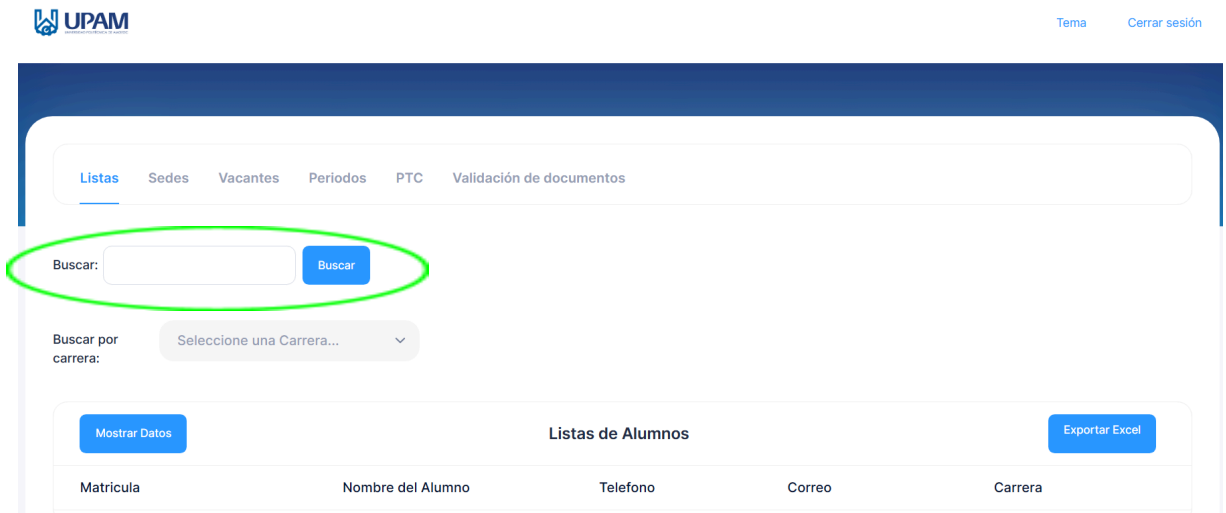 UPAM
Tema Cerrar sesión
Listas Sedes Vacantes Periodos PTC Validación de documentos
Buscar: Buscar
Buscar por carrera: Seleccione una Carrera...
Mostrar Datos Listas de Alumnos Exportar Excel
Matricula Nombre del Alumno Telefono Correo Carrera